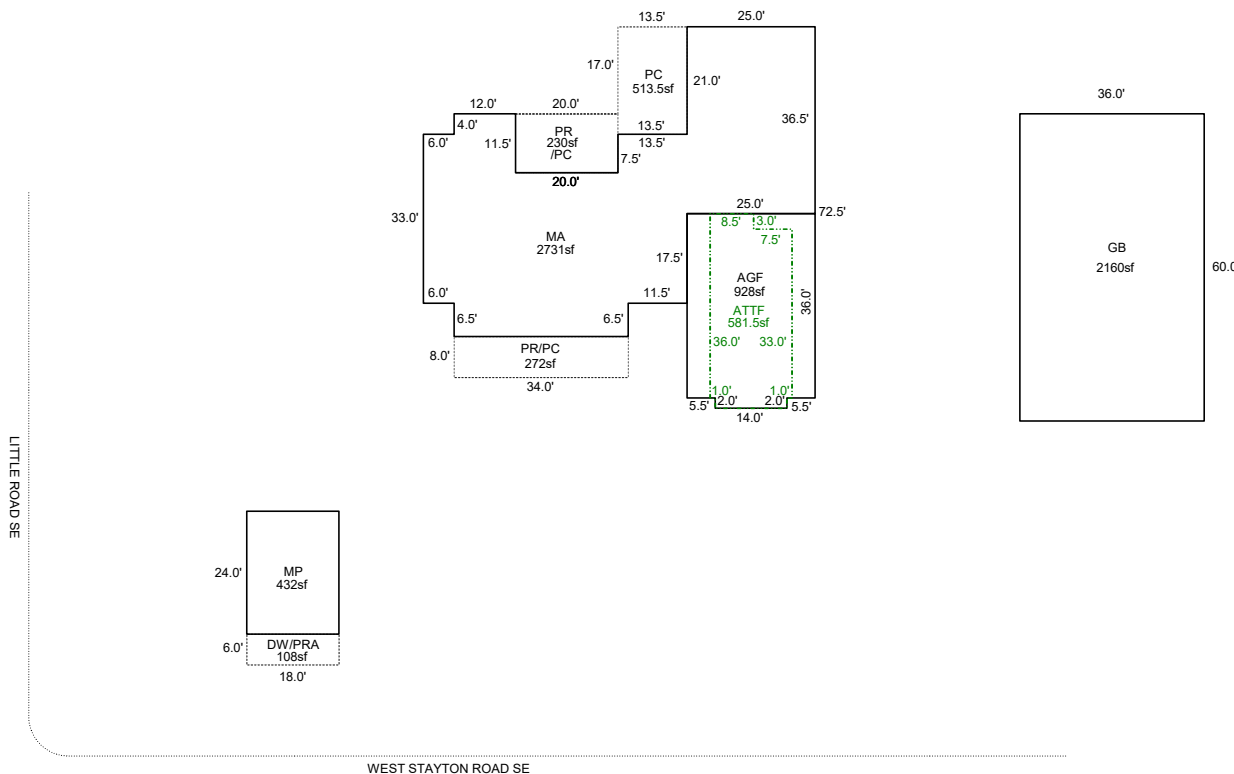 13.5'
25.0'
17.0'
PC
513.5sf
21.0'
36.0'
12.0'
20.0'
4.0'
6.0'
11.5'
PR
230sf
/PC
13.5'
13.5'
7.5'
36.5'
20.0'
33.0'
25.0'
72.5'
8.5'
3.0'
7.5'
MA
2731sf
17.5'
GB
2160sf
60.0
AGF
928sf
36.0'
ATTF
581.5sf
6.0'
6.5'
6.5'
11.5'
36.0'
33.0'
8.0'
PR/PC
272sf
34.0'
1.0'
1.0'
5.5'
2.0'
2.0'
5.5'
14.0'
LITTLE ROAD SE
24.0'
MP
432sf
6.0'
DW/PRA
108sf
18.0'
WEST STAYTON ROAD SE